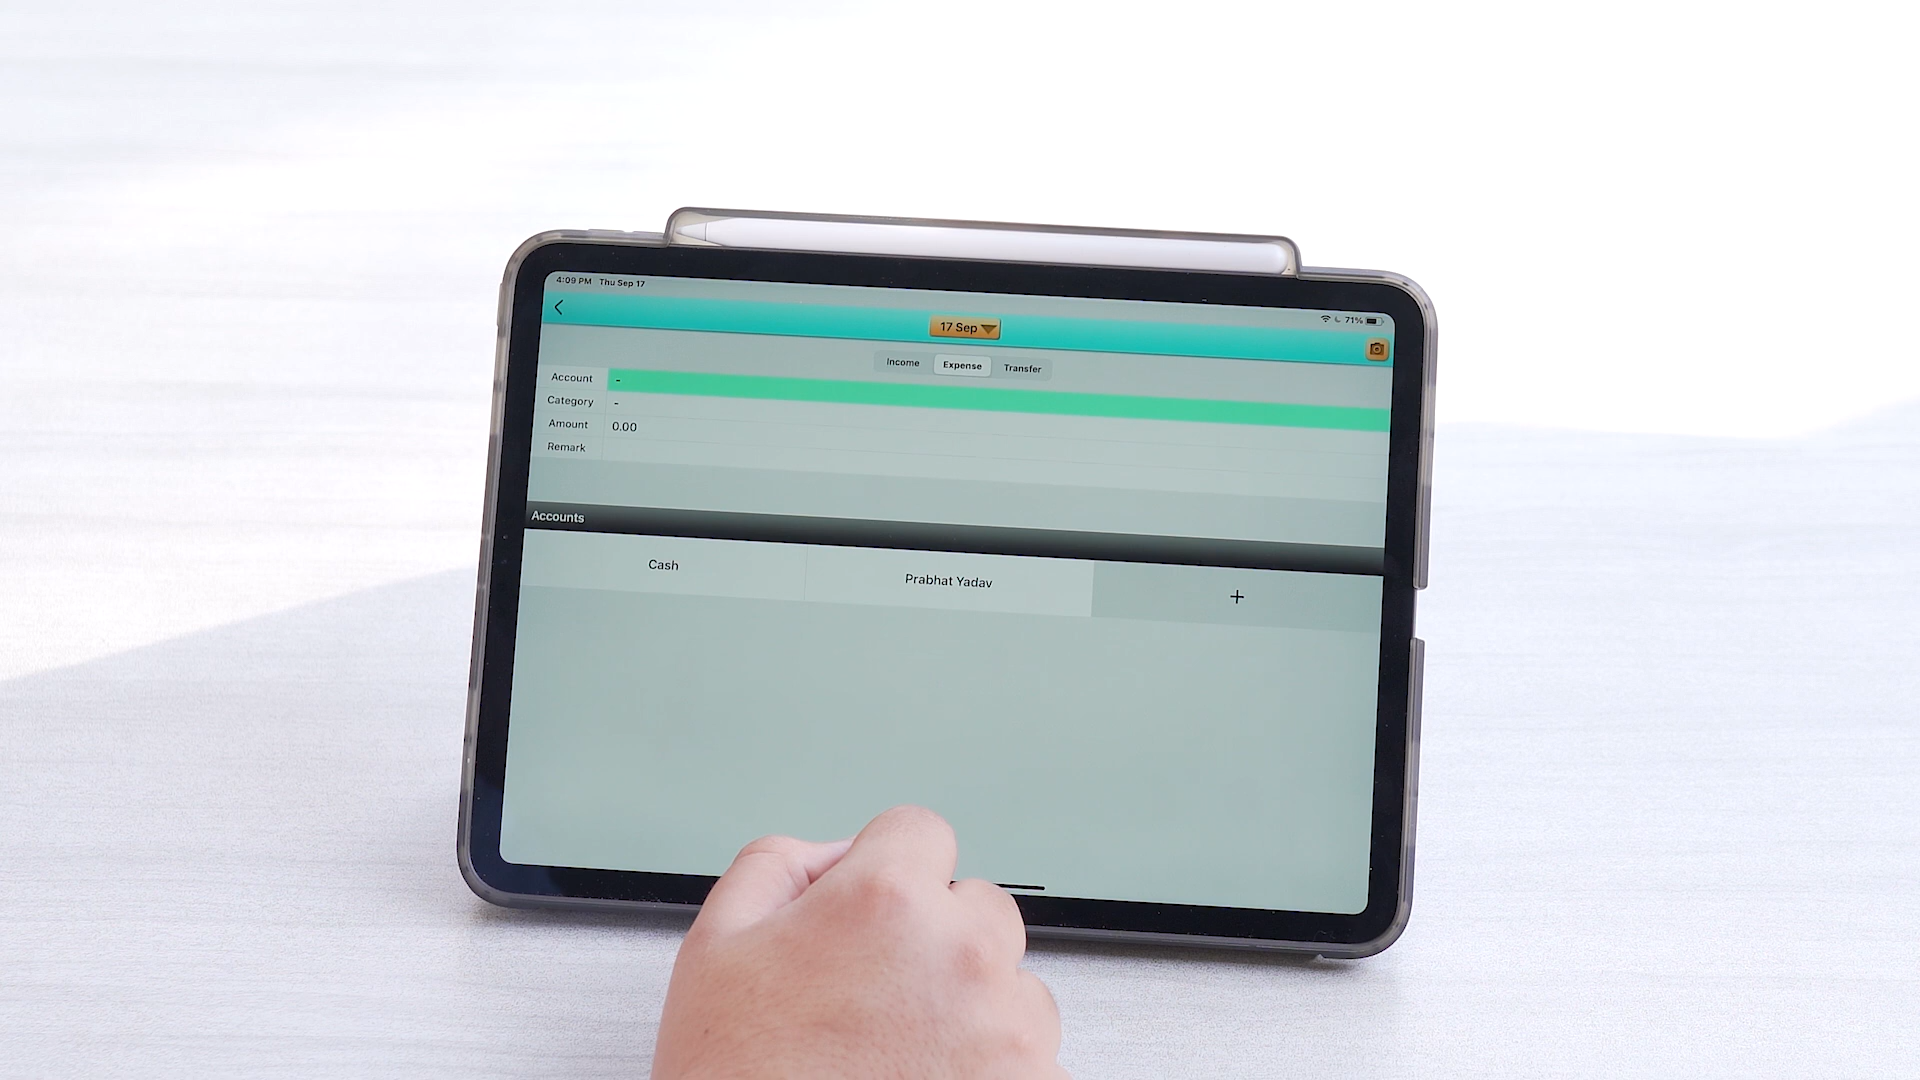 4:09 PM Thu Sep 17
71%
17 Sep
Income Expense Transfer
Account -
Category -
Amount 0.00
Remark
Accounts
Cash Prabhat Yadav +